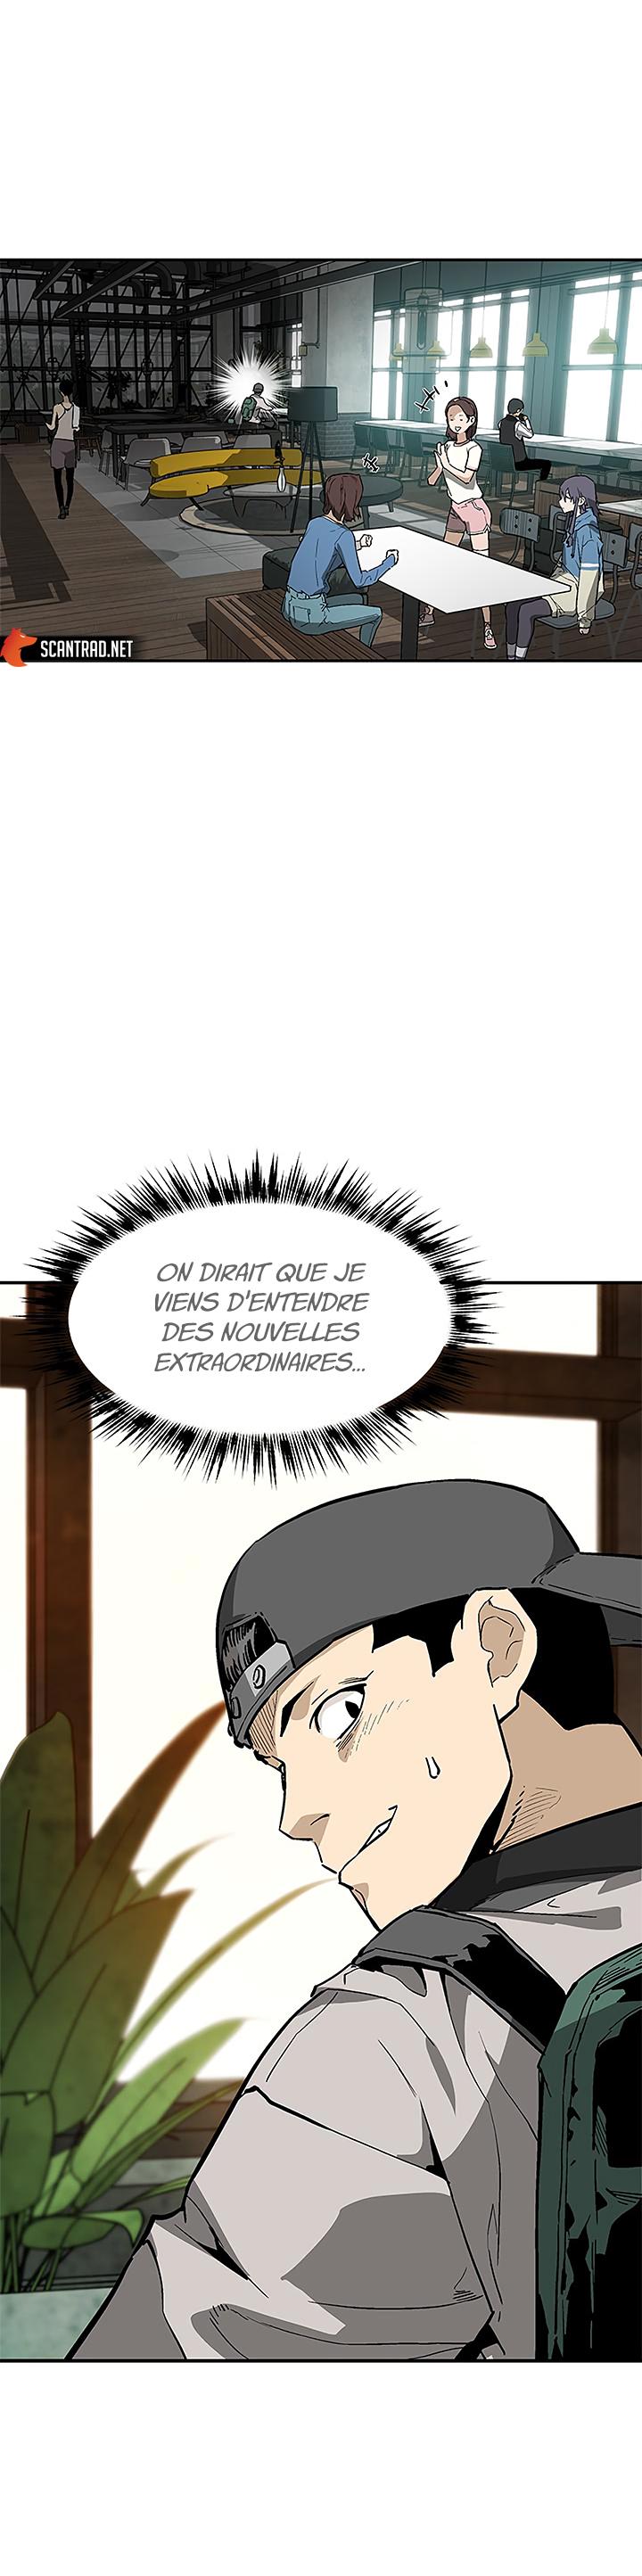 SCANTRAD.NET
ON DIRAIT QUE JE
VIENS D'ENTENDRE
DES NOUVELLES
EXTRAORDINAIRES...